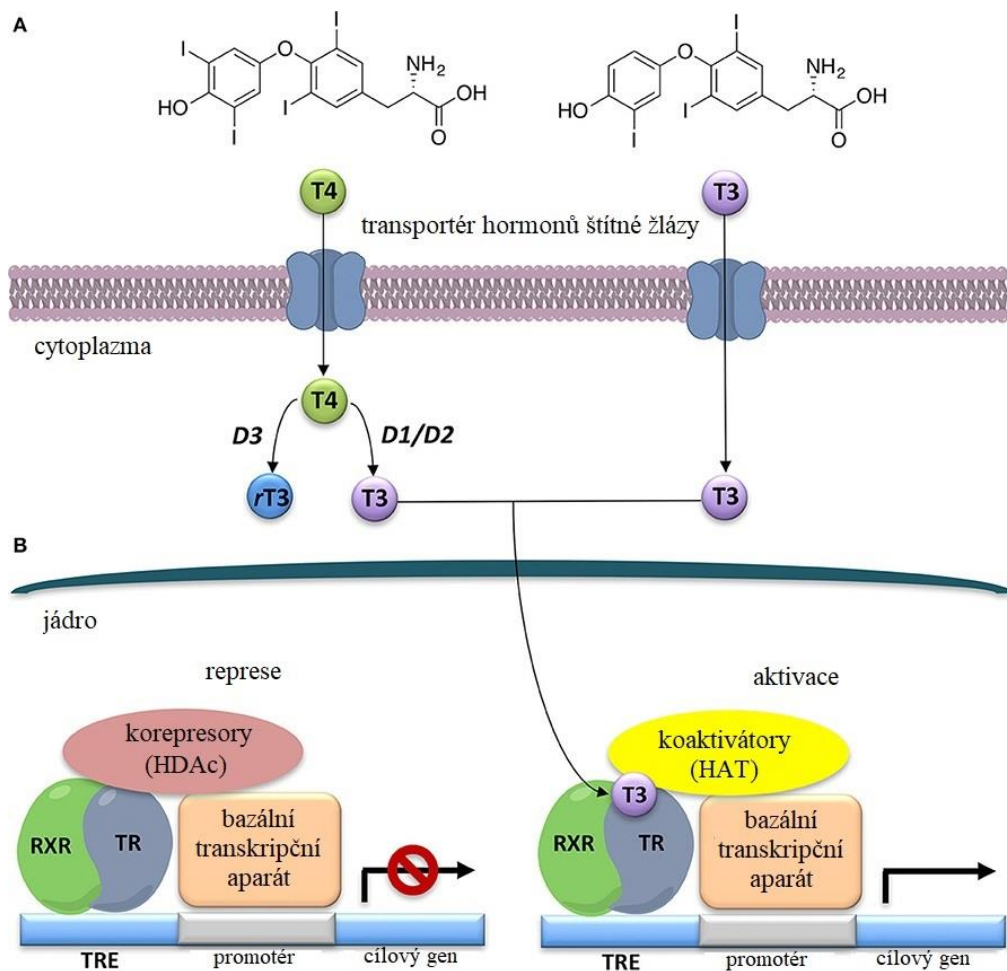 A
I
O
I
NH₂
HO
I
I
OH
O
I
O
NH₂
HO
I
I
OH
O
T4
transportér hormonů štítné žlázy
T3
cytoplazma
T4
D3
D1/D2
rT3
T3
T3
B
jádro
represe
aktivace
korepresory
(HDAc)
koaktivátory
(HAT)
T3
RXR
TR
bazální
transkripční
aparát
RXR
TR
bazální
transkripční
aparát
TRE
promotér
cílový gen
TRE
promotér
cílový gen